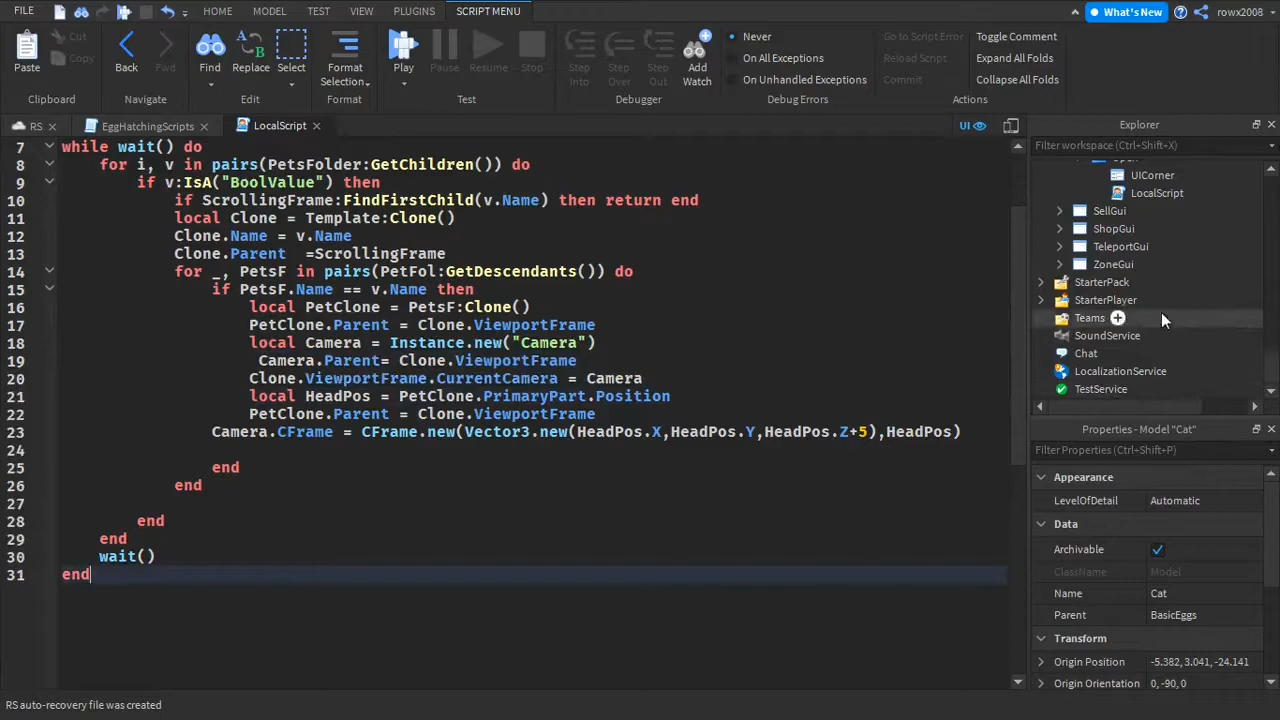 FILE HOME MODEL TEST VIEW PLUGINS SCRIPT MENU What's New rowx2008
Paste Cut Copy Back Fwd Find Replace Select Format Selection Play Pause Resume Stop Step Into Step Over Step Out Add Watch
Never
On All Exceptions
On Unhandled Exceptions
Go to Script Error
Reload Script
Commit
Toggle Comment
Expand All Folds
Collapse All Folds
Clipboard Navigate Edit Format Test Debugger Debug Errors Actions
RS EggHatchingScripts LocalScript UI
7 while wait() do
8 for i, v in pairs(PetsFolder:GetChildren()) do
9 if v:IsA("BoolValue") then
10 if ScrollingFrame:FindFirstChild(v.Name) then return end
11 local Clone = Template:Clone()
12 Clone.Name = v.Name
13 Clone.Parent  =ScrollingFrame
14 for _, PetsF in pairs(PetFol:GetDescendants()) do
15 if PetsF.Name == v.Name then
16 local PetClone = PetsF:Clone()
17 PetClone.Parent = Clone.ViewportFrame
18 local Camera = Instance.new("Camera")
19 Camera.Parent= Clone.ViewportFrame
20 Clone.ViewportFrame.CurrentCamera = Camera
21 local HeadPos = PetClone.PrimaryPart.Position
22 PetClone.Parent = Clone.ViewportFrame
23 Camera.CFrame = CFrame.new(Vector3.new(HeadPos.X,HeadPos.Y,HeadPos.Z+5),HeadPos)
24
25 end
26 end
27
28 end
29 end
30 wait()
31 end
Explorer
Filter workspace (Ctrl+Shift+X)
UICorner
LocalScript
SellGui
ShopGui
TeleportGui
ZoneGui
StarterPack
StarterPlayer
Teams
SoundService
Chat
LocalizationService
TestService
Properties - Model "Cat"
Filter Properties (Ctrl+Shift+P)
Appearance
LevelOfDetail Automatic
Data
Archivable
ClassName Model
Name Cat
Parent BasicEggs
Transform
Origin Position -5.382, 3.041, -24.141
Origin Orientation 0, -90, 0
RS auto-recovery file was created